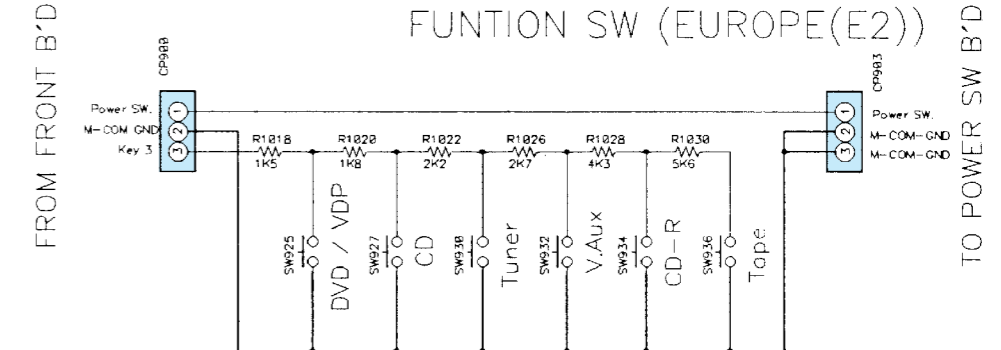 FUNTION SW (EUROPE(E2))
FROM FRONT B'D
TO POWER SW B'D
CP908
CP903
Power SW. 1
M-COM GND 2
Key 3 3
1 Power SW.
2 M-COM-GND
3 M-COM-GND
R1018 R1020 R1022 R1026 R1028 R1030
1K5 1K8 2K2 2K7 4K3 5K6
SW925 DVD / VDP
SW927 CD
SW930 Tuner
SW932 V.Aux
SW934 CD-R
SW936 Tape